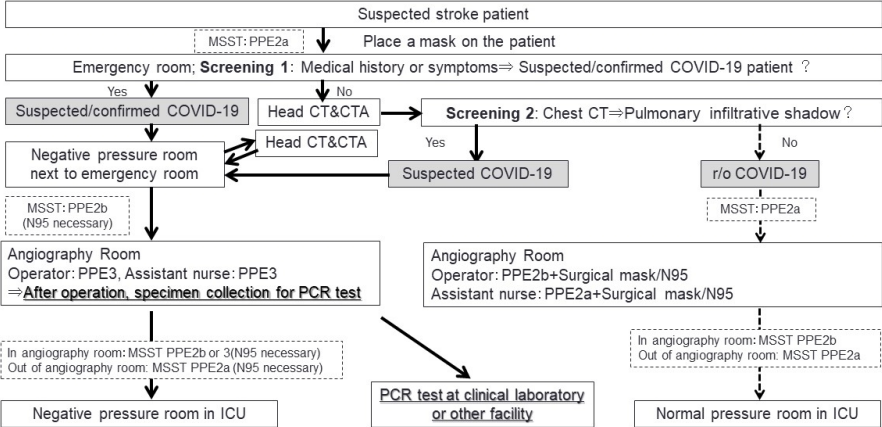 Suspected stroke patient
MSST：PPE2a
Place a mask on the patient
Emergency room; Screening 1: Medical history or symptoms⇒ Suspected/confirmed COVID-19 patient ？
Yes
No
Suspected/confirmed COVID-19
Head CT&CTA
Screening 2: Chest CT⇒Pulmonary infiltrative shadow？
Head CT&CTA
Yes
No
Negative pressure room
next to emergency room
Suspected COVID-19
r/o COVID-19
MSST：PPE2b
(N95 necessary)
MSST：PPE2a
Angiography Room
Operator：PPE3, Assistant nurse：PPE3
⇒After operation, specimen collection for PCR test
Angiography Room
Operator：PPE2b+Surgical mask/N95
Assistant nurse：PPE2a+Surgical mask/N95
In angiography room：MSST PPE2b or 3(N95 necessary)
Out of angiography room: MSST PPE2a (N95 necessary)
In angiography room: MSST PPE2b
Out of angiography room: MSST PPE2a
Negative pressure room in ICU
PCR test at clinical laboratory
or other facility
Normal pressure room in ICU